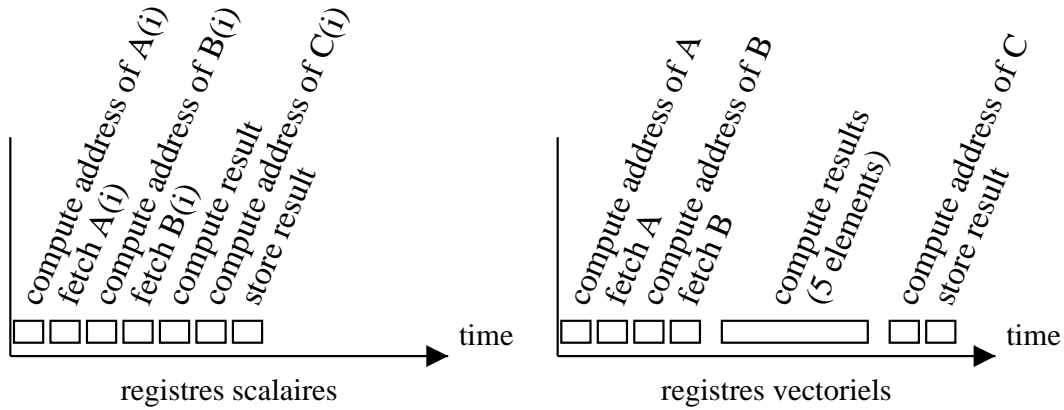 compute address of A(i)
fetch A(i)
compute address of B(i)
fetch B(i)
compute result
compute address of C(i)
store result
time
registres scalaires
compute address of A
fetch A
compute address of B
fetch B
compute results
(5 elements)
compute address of C
store result
time
registres vectoriels